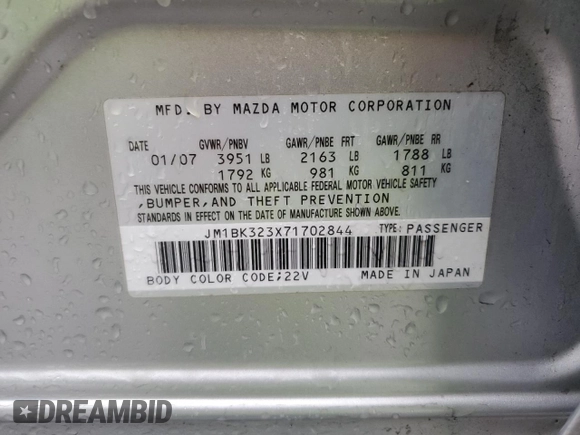 MFD. BY MAZDA MOTOR CORPORATION
DATE GVWR/PNBV GAWR/PNBE FRT GAWR/PNBE RR
01/07 3951 LB 2163 LB 1788 LB
1792 KG 981 KG 811 KG
THIS VEHICLE CONFORMS TO ALL APPLICABLE FEDERAL MOTOR VEHICLE SAFETY
,BUMPER,AND THEFT PREVENTION
STANDARDS IN EFFECT ON THE DATE OF MANUFACTURE SHOWN ABOVE.
JM1BK323X71702844 TYPE: PASSENGER
BODY COLOR CODE;22V MADE IN JAPAN
DREAMBID